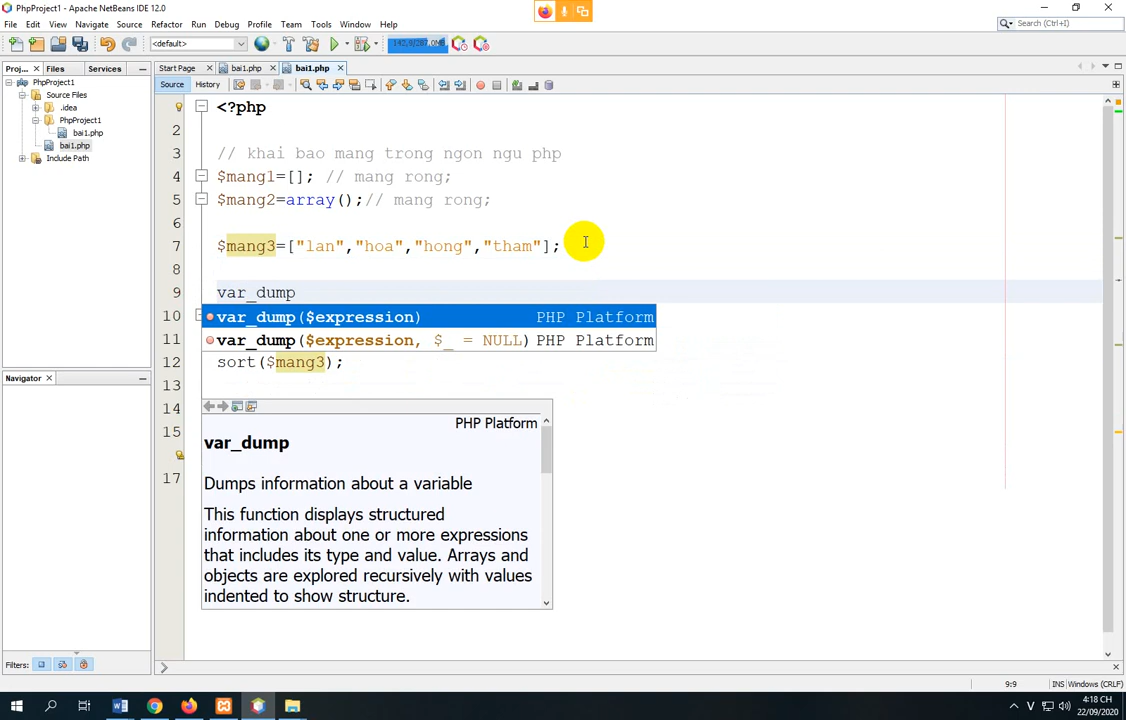 PhpProject1 - Apache NetBeans IDE 12.0
File Edit View Navigate Source Refactor Run Debug Profile Team Tools Window Help
Search (Ctrl+I)
<default>
Proj... Files Services
Start Page bai1.php bai1.php
Source History
PhpProject1
Source Files
.idea
PhpProject1
bai1.php
bai1.php
Include Path
Navigator
Filters:
<?php
2
3 // khai bao mang trong ngon ngu php
4 $mang1=[]; // mang rong;
5 $mang2=array();// mang rong;
6
7 $mang3=["lan","hoa","hong","tham"];
8
9 var_dump
10 var_dump($expression) PHP Platform
11 var_dump($expression, $_ = NULL) PHP Platform
12 sort($mang3);
13
14
15
17
PHP Platform
var_dump
Dumps information about a variable
This function displays structured
information about one or more expressions
that includes its type and value. Arrays and
objects are explored recursively with values
indented to show structure.
9:9 INS Windows (CRLF)
4:18 CH
22/09/2020